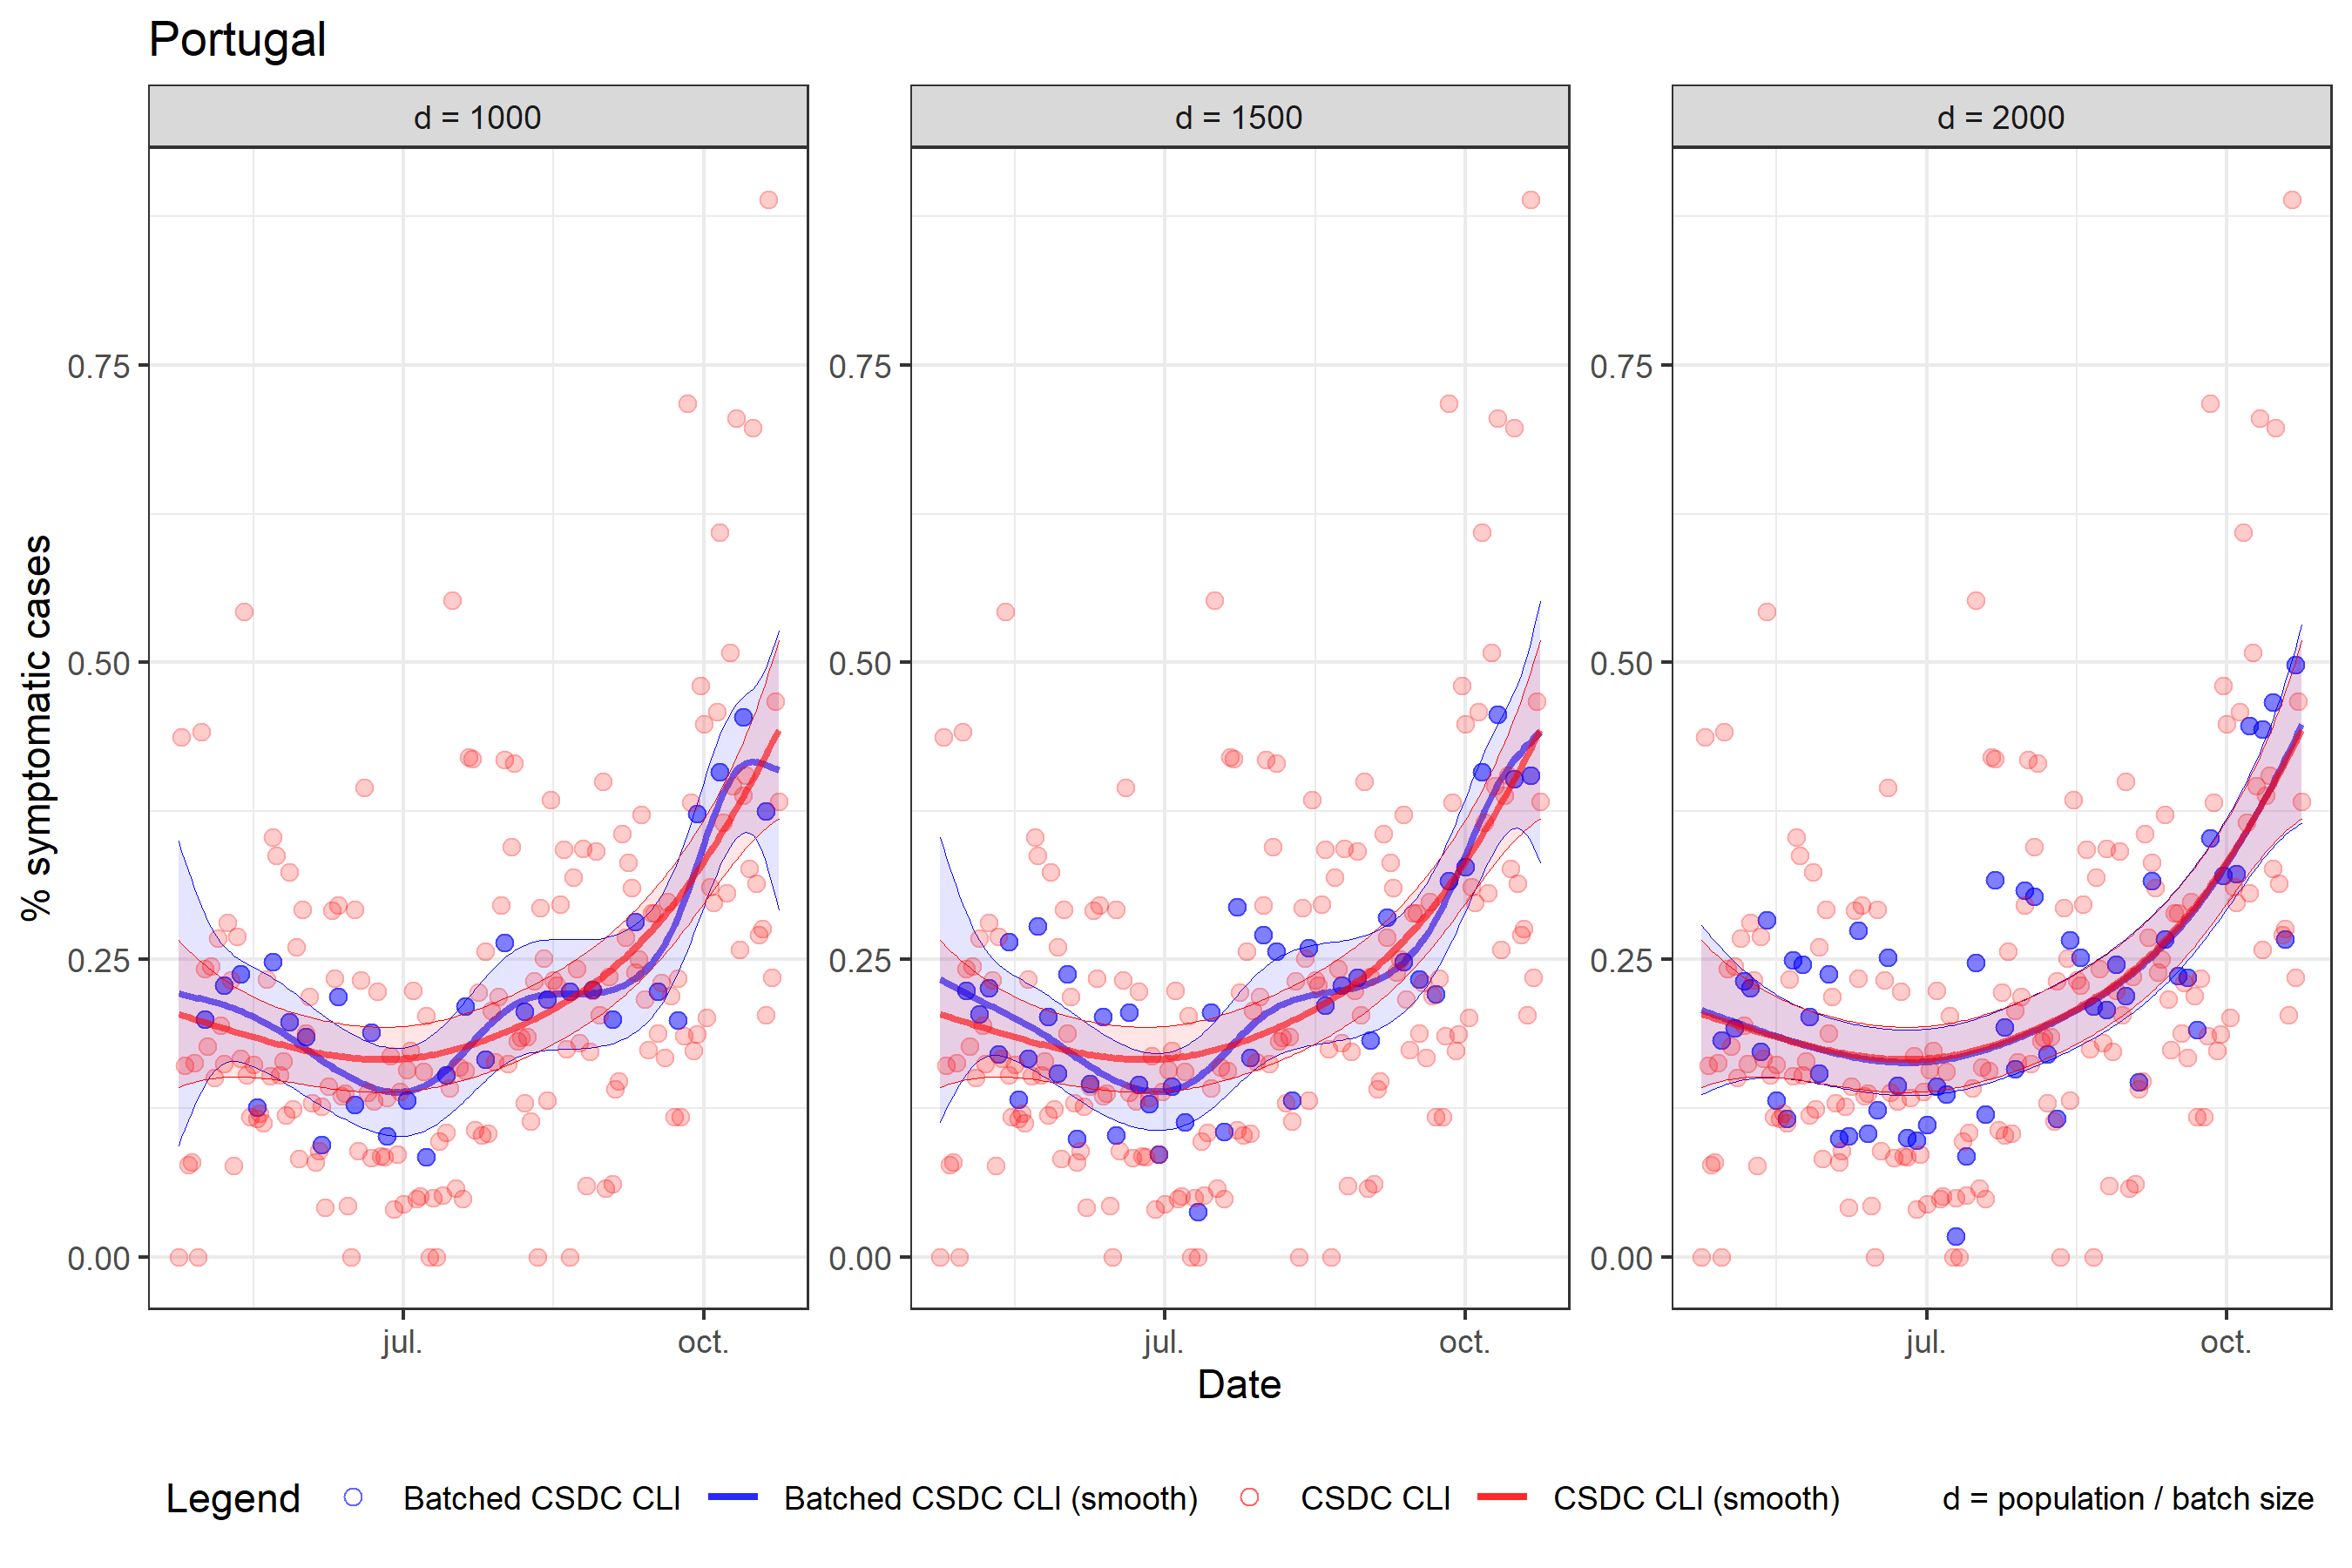 Portugal
d = 1000
d = 1500
d = 2000
% symptomatic cases
0.75
0.50
0.25
0.00
0.75
0.50
0.25
0.00
0.75
0.50
0.25
0.00
jul.
oct.
jul.
oct.
jul.
oct.
Date
Legend
Batched CSDC CLI
Batched CSDC CLI (smooth)
CSDC CLI
CSDC CLI (smooth)
d = population / batch size